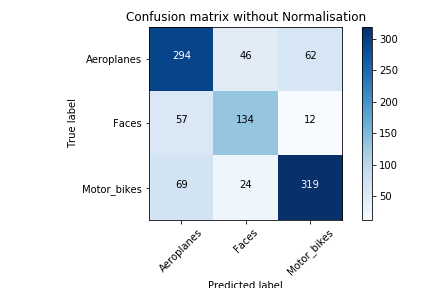 Confusion matrix without Normalisation
True label
Aeroplanes 294 46 62
Faces 57 134 12
Motor_bikes 69 24 319
Aeroplanes
Faces
Motor_bikes
Predicted label
300
250
200
150
100
50